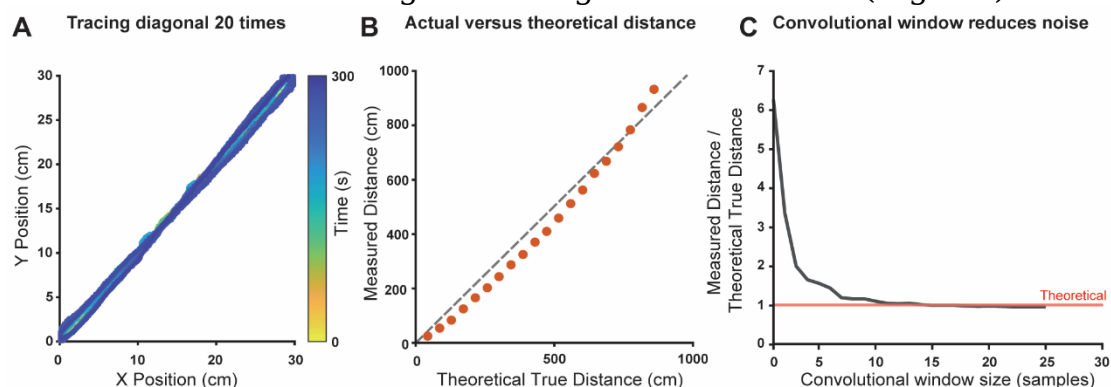 A Tracing diagonal 20 times
30
25
20
15
10
5
0
Y Position (cm)
0 10 20 30
X Position (cm)
300
Time (s)
0
B Actual versus theoretical distance
1000
800
600
400
200
0
Measured Distance (cm)
0 500 1000
Theoretical True Distance (cm)
C Convolutional window reduces noise
7
6
5
4
3
2
1
0
Measured Distance /
Theoretical True Distance
Theoretical
0 5 10 15 20 25 30
Convolutional window size (samples)